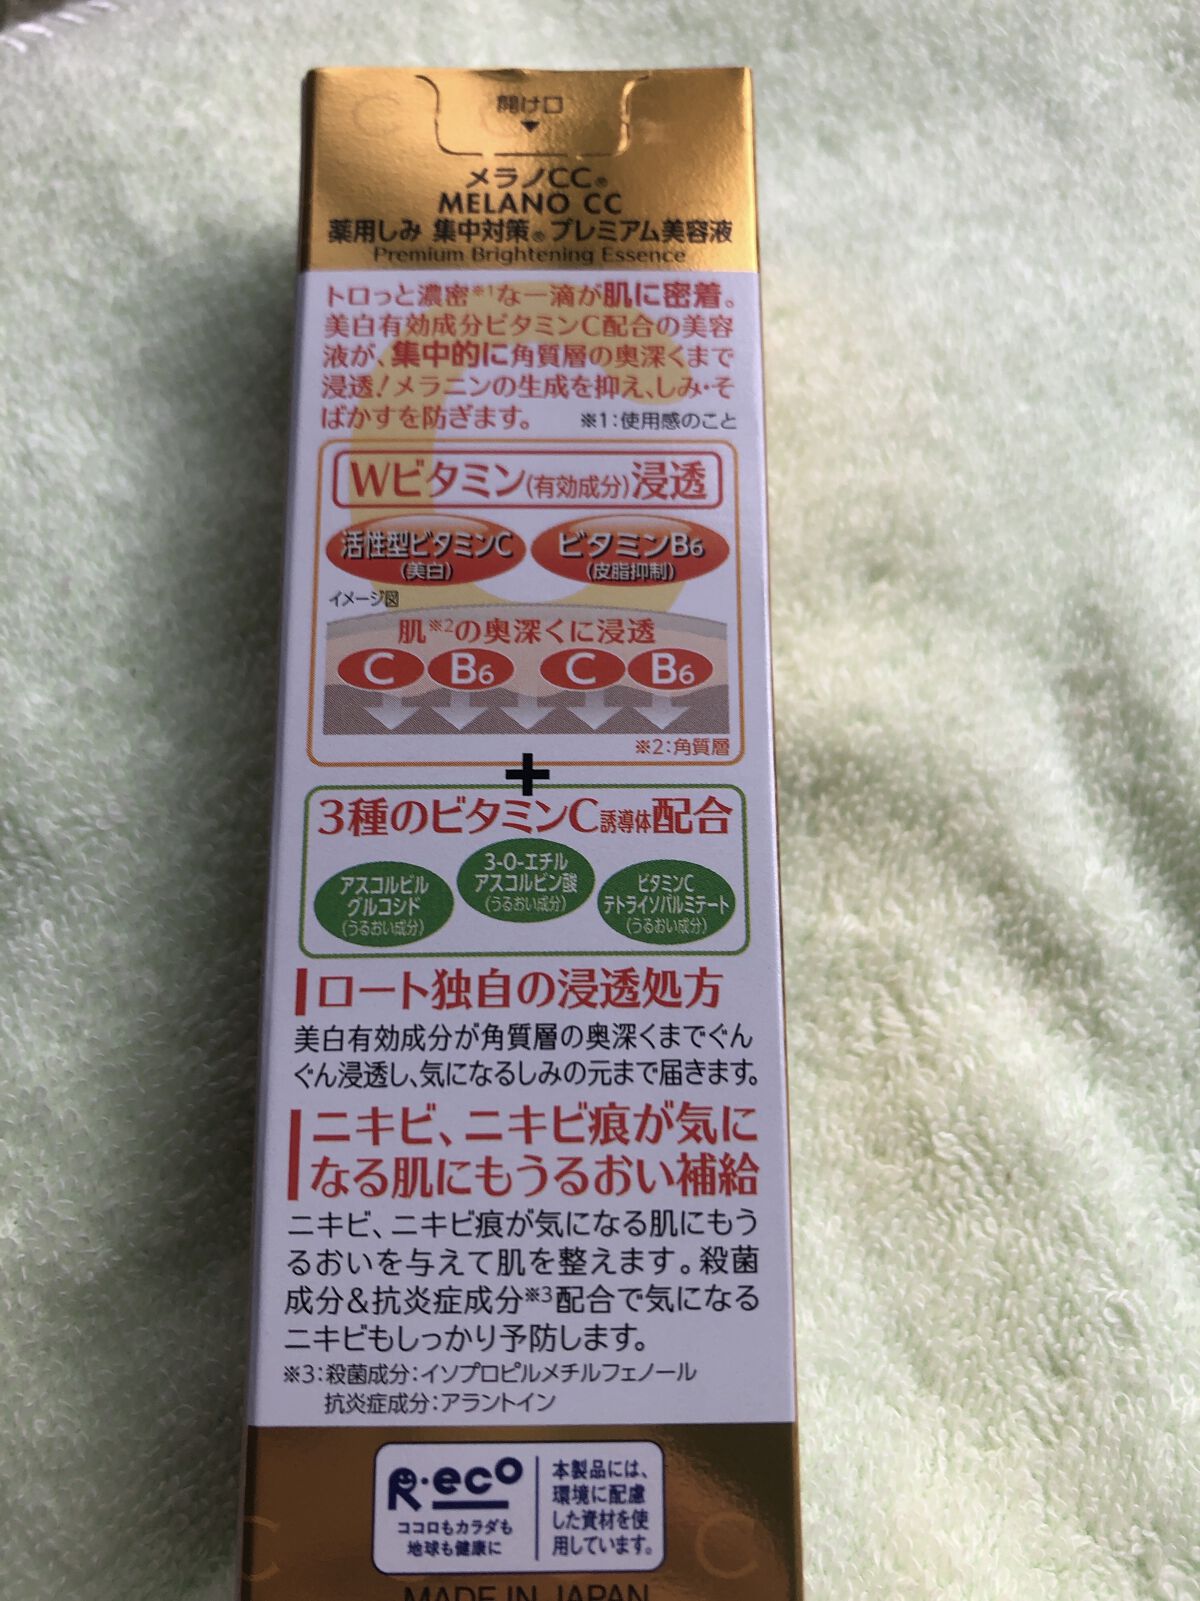 開け口
メラノCC®
MELANO CC
薬用しみ 集中対策® プレミアム美容液
Premium Brightening Essence
トロっと濃密※1な一滴が肌に密着。
美白有効成分ビタミンC配合の美容
液が、集中的に角質層の奥深くまで
浸透!メラニンの生成を抑え、しみ・そ
ばかすを防ぎます。 ※1:使用感のこと
Wビタミン(有効成分)浸透
活性型ビタミンC
(美白)
ビタミンB6
(皮脂抑制)
イメージ図
肌※2の奥深くに浸透
C B6 C B6
※2:角質層
+
3種のビタミンC誘導体配合
アスコルビル
グルコシド
(うるおい成分)
3-O-エチル
アスコルビン酸
(うるおい成分)
ビタミンC
テトライソパルミテート
(うるおい成分)
ロート独自の浸透処方
美白有効成分が角質層の奥深くまでぐん
ぐん浸透し、気になるしみの元まで届きます。
ニキビ、ニキビ痕が気に
なる肌にもうるおい補給
ニキビ、ニキビ痕が気になる肌にもう
るおいを与えて肌を整えます。殺菌
成分&抗炎症成分※3配合で気になる
ニキビもしっかり予防します。
※3:殺菌成分:イソプロピルメチルフェノール
抗炎症成分:アラントイン
R・eco
ココロもカラダも
地球も健康に
本製品には、
環境に配慮
した資材を使
用しています。
MADE IN JAPAN